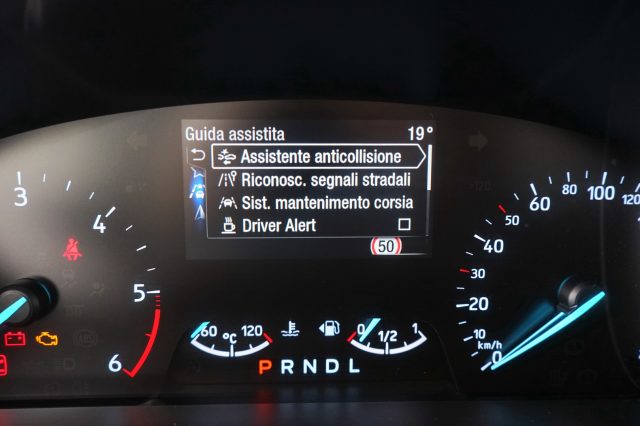 Guida assistita 19°
Assistente anticollisione
Riconosc. segnali stradali
Sist. mantenimento corsia
Driver Alert
50
3
4
5
6
60 °C 120
0 1/2 1
P R N D L
0
10
20
30
40
50
60
80
100
120
km/h